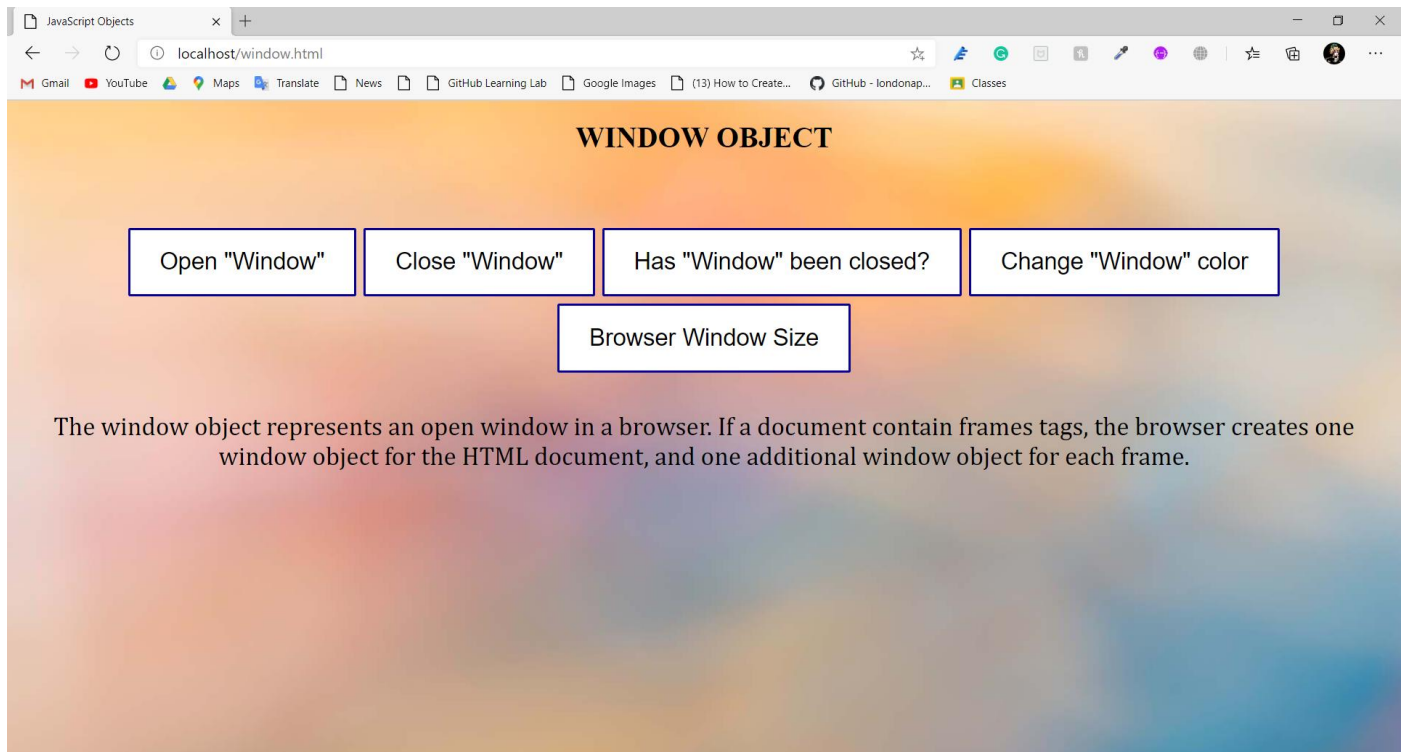 JavaScript Objects
localhost/window.html
Gmail YouTube Maps Translate News GitHub Learning Lab Google Images (13) How to Create... GitHub - londonap... Classes
WINDOW OBJECT
Open "Window" Close "Window" Has "Window" been closed? Change "Window" color
Browser Window Size
The window object represents an open window in a browser. If a document contain frames tags, the browser creates one
window object for the HTML document, and one additional window object for each frame.